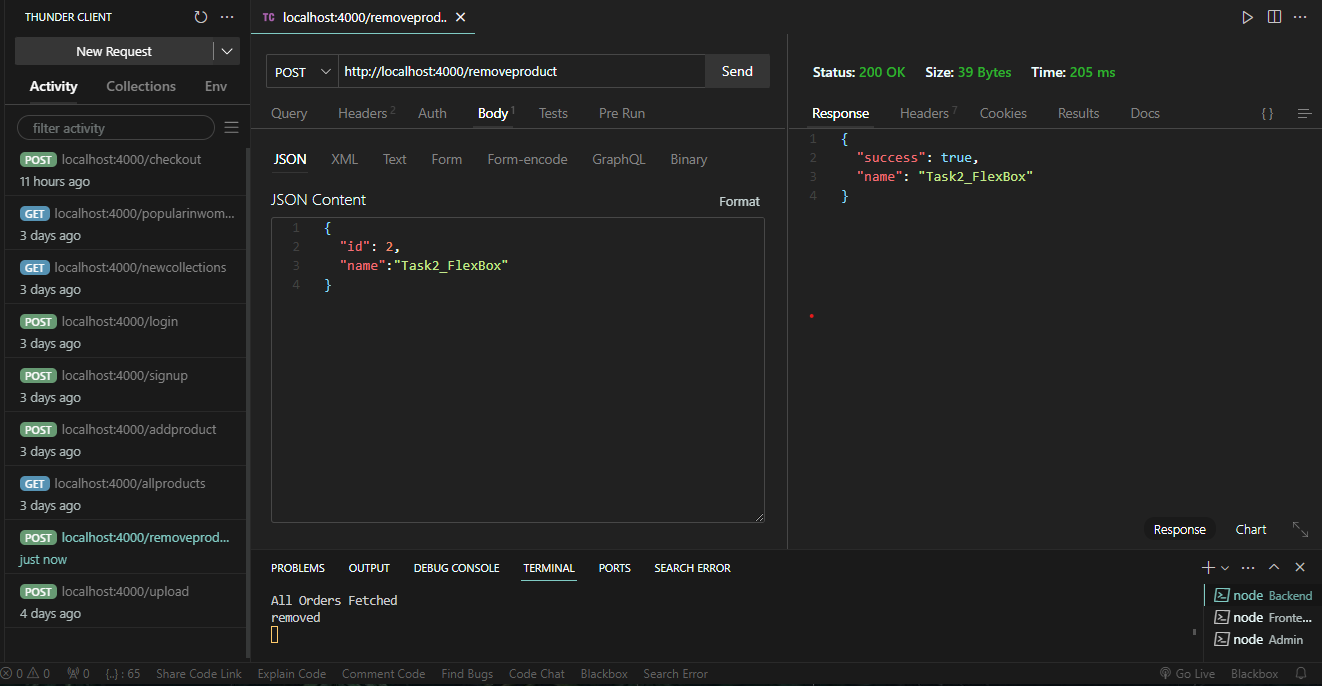 THUNDER CLIENT
New Request
Activity Collections Env
filter activity
POST localhost:4000/checkout
11 hours ago
GET localhost:4000/popularinwom...
3 days ago
GET localhost:4000/newcollections
3 days ago
POST localhost:4000/login
3 days ago
POST localhost:4000/signup
3 days ago
POST localhost:4000/addproduct
3 days ago
GET localhost:4000/allproducts
3 days ago
POST localhost:4000/removeprod...
just now
POST localhost:4000/upload
4 days ago
TC localhost:4000/removeprod..
POST http://localhost:4000/removeproduct Send
Query Headers 2 Auth Body 1 Tests Pre Run
JSON XML Text Form Form-encode GraphQL Binary
JSON Content Format
1 {
2 "id": 2,
3 "name":"Task2_FlexBox"
4 }
Status: 200 OK Size: 39 Bytes Time: 205 ms
Response Headers 7 Cookies Results Docs { }
1 {
2 "success": true,
3 "name": "Task2_FlexBox"
4 }
Response Chart
PROBLEMS OUTPUT DEBUG CONSOLE TERMINAL PORTS SEARCH ERROR
All Orders Fetched
removed
node Backend
node Fronte...
node Admin
0 0 0 {..} : 65 Share Code Link Explain Code Comment Code Find Bugs Code Chat Blackbox Search Error Go Live Blackbox